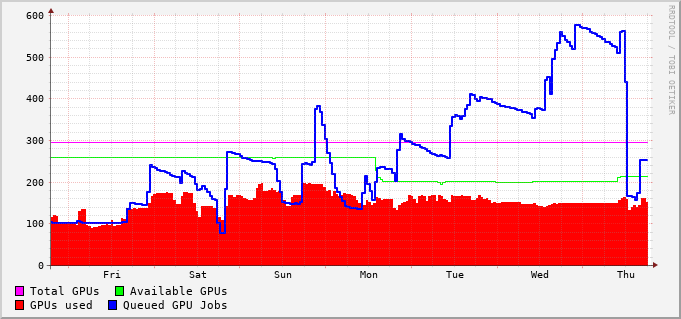 600
500
400
300
200
100
0
Fri Sat Sun Mon Tue Wed Thu
Total GPUs Available GPUs
GPUs used Queued GPU Jobs
RRDTOOL / TOBI OETIKER